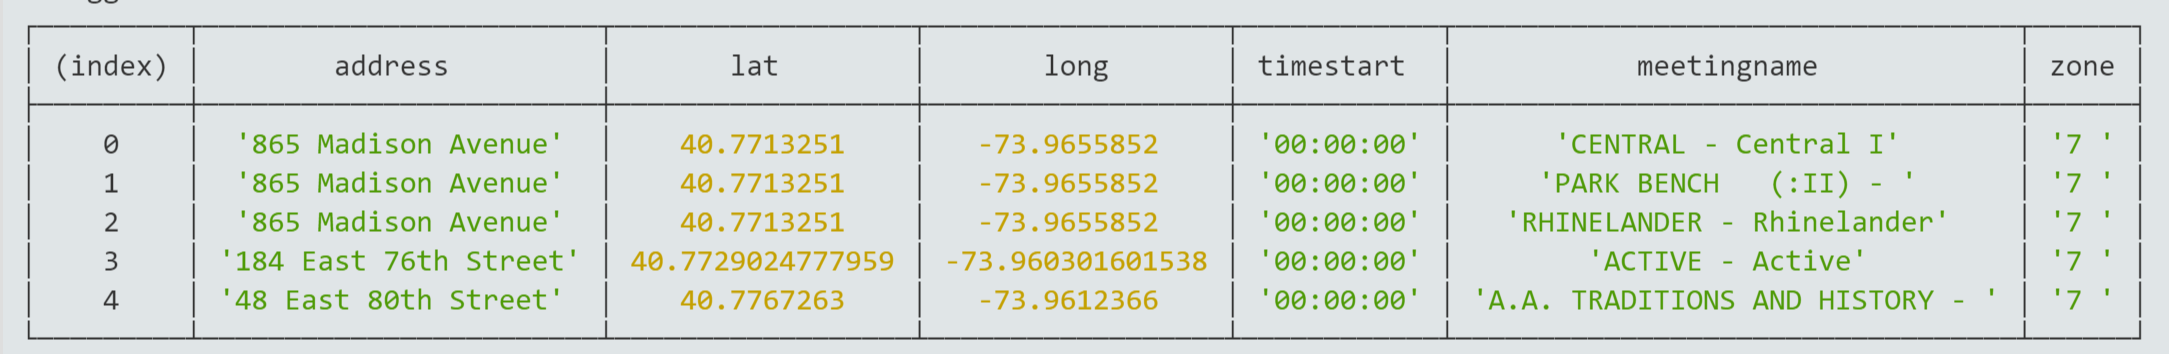 (index) address lat long timestart meetingname zone
0 '865 Madison Avenue' 40.7713251 -73.9655852 '00:00:00' 'CENTRAL - Central I' '7 '
1 '865 Madison Avenue' 40.7713251 -73.9655852 '00:00:00' 'PARK BENCH   (:II) - ' '7 '
2 '865 Madison Avenue' 40.7713251 -73.9655852 '00:00:00' 'RHINELANDER - Rhinelander' '7 '
3 '184 East 76th Street' 40.7729024777959 -73.960301601538 '00:00:00' 'ACTIVE - Active' '7 '
4 '48 East 80th Street' 40.7767263 -73.9612366 '00:00:00' 'A.A. TRADITIONS AND HISTORY - ' '7 '